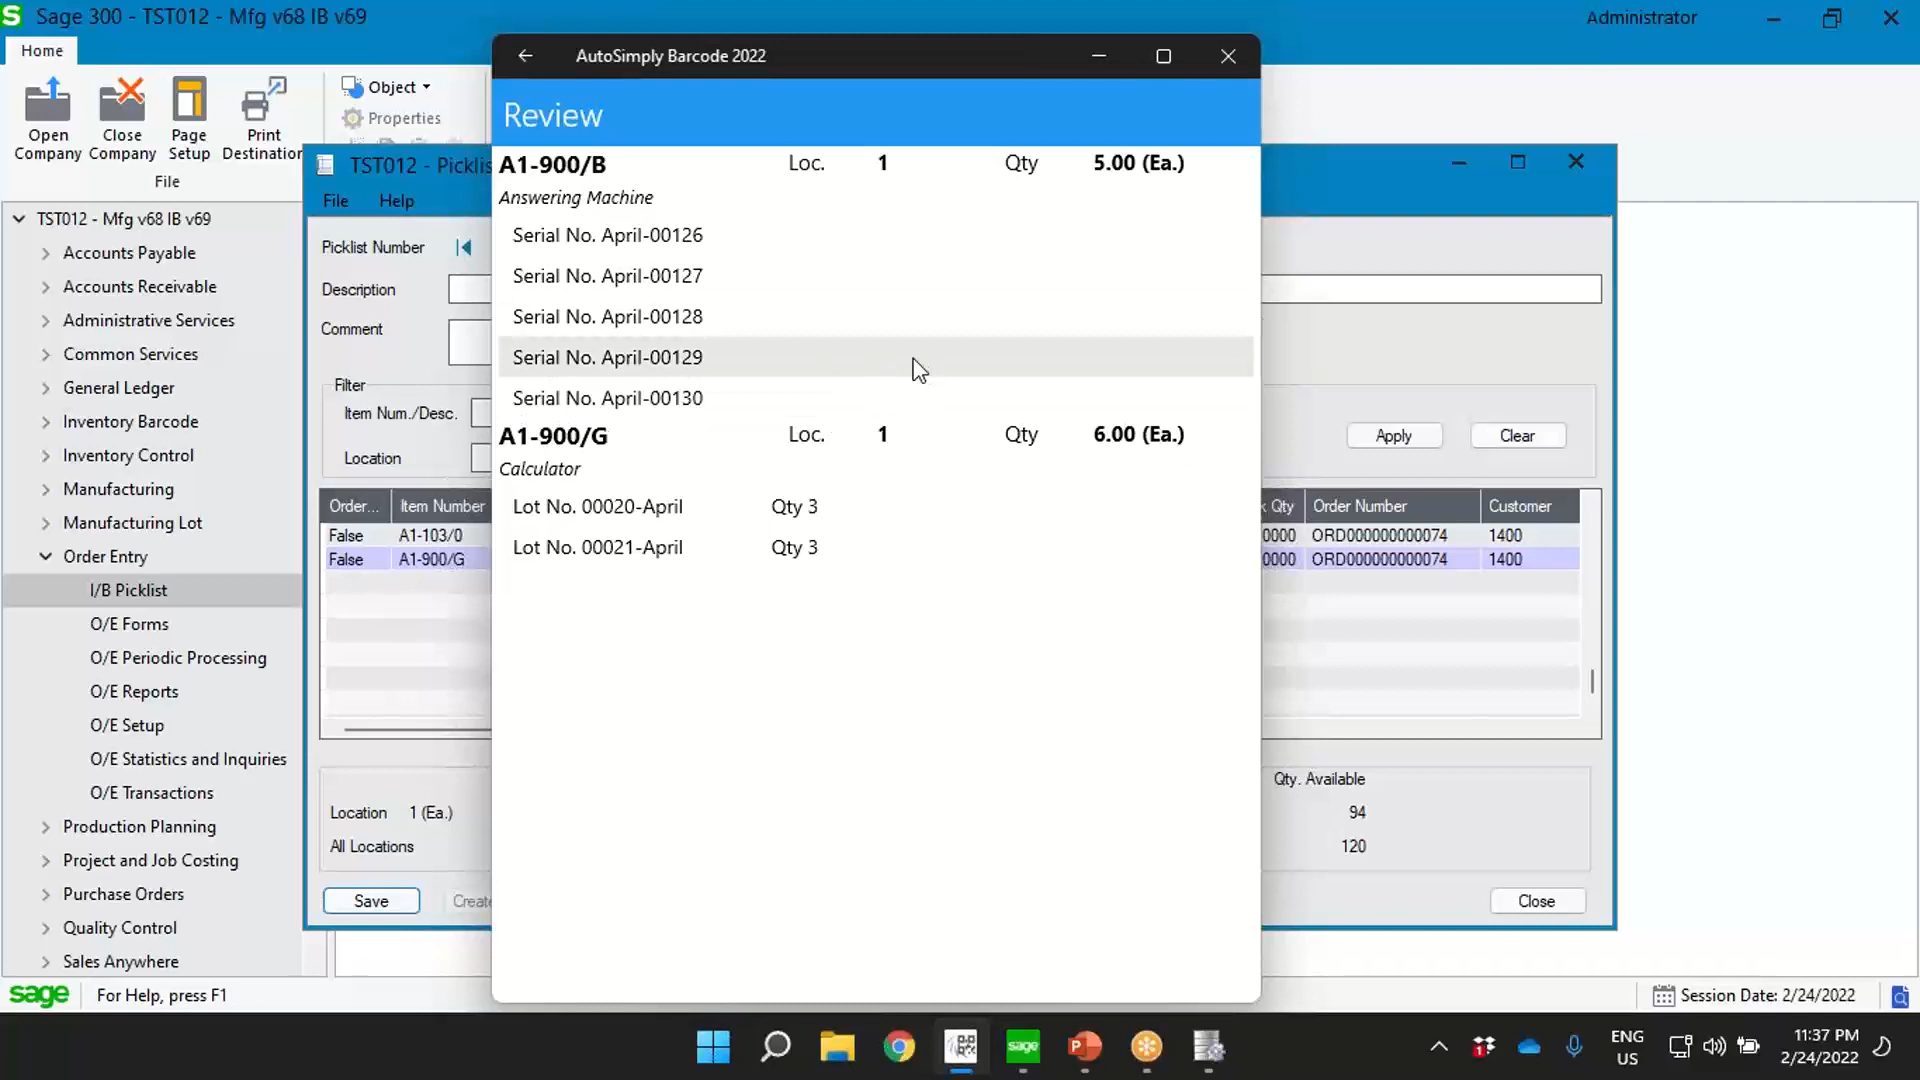 Sage 300 - TST012 - Mfg v68 IB v69
Administrator
Home
Open Company
Close Company
Page Setup
Print Destination
Object
Properties
File
TST012 - Mfg v68 IB v69
Accounts Payable
Accounts Receivable
Administrative Services
Common Services
General Ledger
Inventory Barcode
Inventory Control
Manufacturing
Manufacturing Lot
Order Entry
I/B Picklist
O/E Forms
O/E Periodic Processing
O/E Reports
O/E Setup
O/E Statistics and Inquiries
O/E Transactions
Production Planning
Project and Job Costing
Purchase Orders
Quality Control
Sales Anywhere
TST012 - Picklis
File Help
Picklist Number
Description
Comment
Filter
Item Num./Desc.
Location
Apply Clear
Order... Item Number
False A1-103/0
False A1-900/G
Qty Order Number Customer
0000 ORD000000000074 1400
0000 ORD000000000074 1400
Location 1 (Ea.)
All Locations
Qty. Available
94
120
Save Create
Close
AutoSimply Barcode 2022
Review
A1-900/B Loc. 1 Qty 5.00 (Ea.)
Answering Machine
Serial No. April-00126
Serial No. April-00127
Serial No. April-00128
Serial No. April-00129
Serial No. April-00130
A1-900/G Loc. 1 Qty 6.00 (Ea.)
Calculator
Lot No. 00020-April Qty 3
Lot No. 00021-April Qty 3
sage For Help, press F1
Session Date: 2/24/2022
sage
ENG
US
11:37 PM
2/24/2022